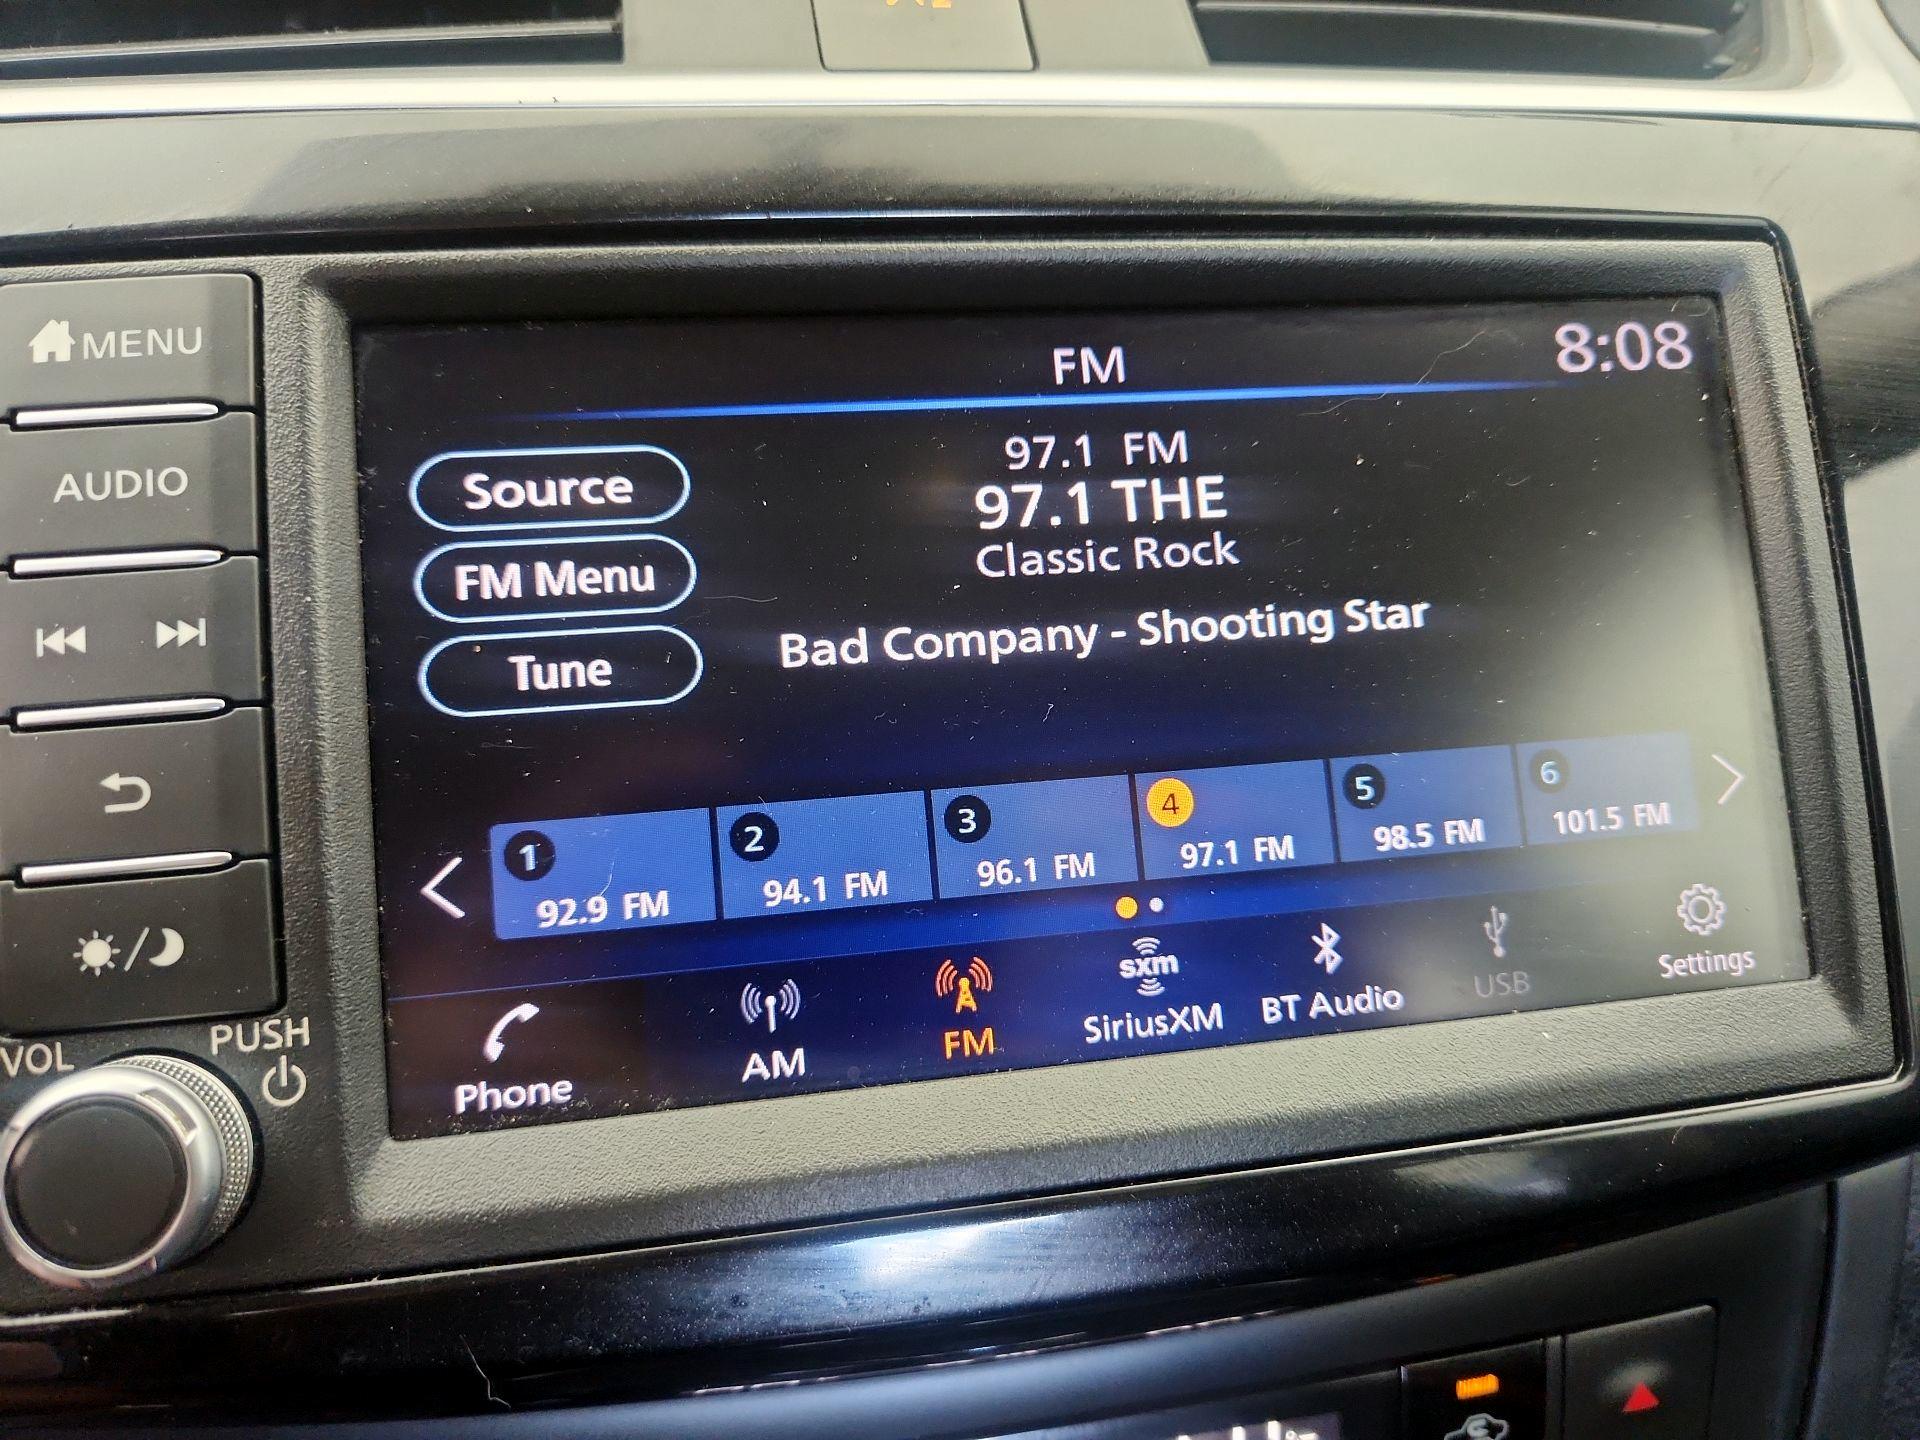 MENU
AUDIO
VOL
PUSH
FM
8:08
Source
FM Menu
Tune
97.1 FM
97.1 THE
Classic Rock
Bad Company - Shooting Star
1
92.9 FM
2
94.1 FM
3
96.1 FM
4
97.1 FM
5
98.5 FM
6
101.5 FM
Phone
AM
FM
sxm
SiriusXM
BT Audio
USB
Settings